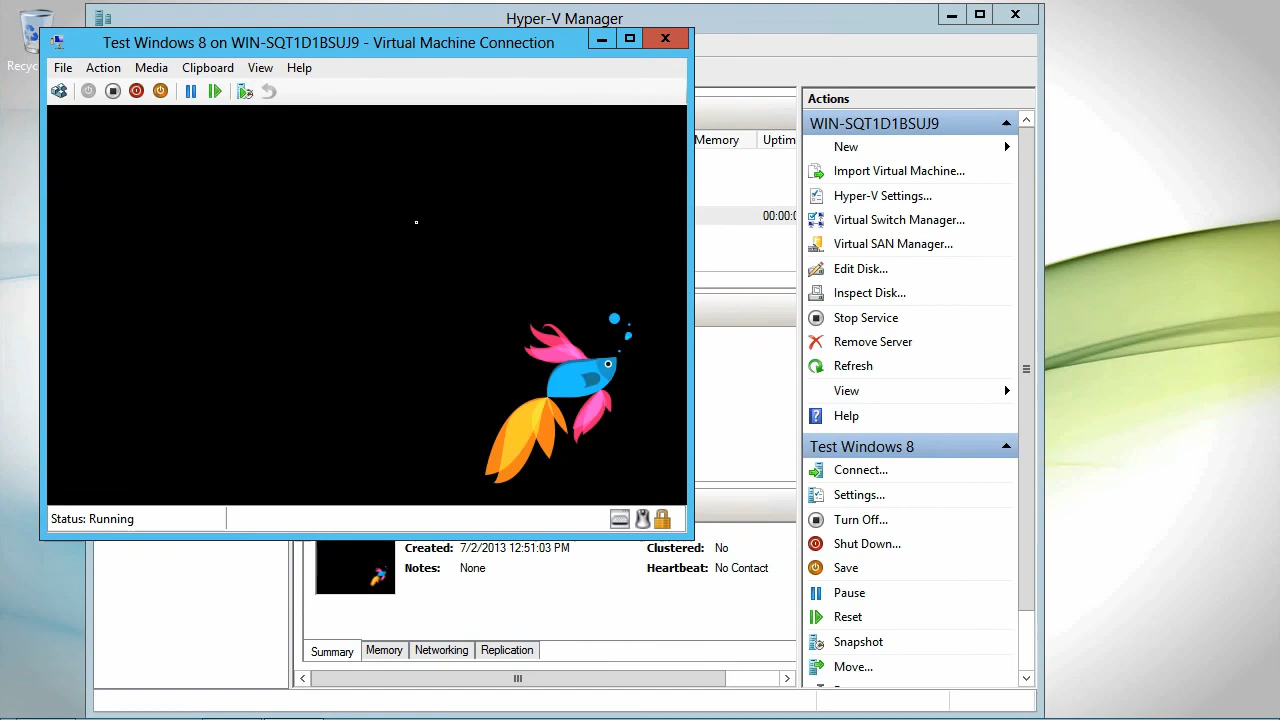 Hyper-V Manager
Recyc
Test Windows 8 on WIN-SQT1D1BSUJ9 - Virtual Machine Connection
File Action Media Clipboard View Help
Status: Running
Memory Uptim
00:00:0
Created: 7/2/2013 12:51:03 PM Clustered: No
Notes: None Heartbeat: No Contact
Summary Memory Networking Replication
Actions
WIN-SQT1D1BSUJ9
New
Import Virtual Machine...
Hyper-V Settings...
Virtual Switch Manager...
Virtual SAN Manager...
Edit Disk...
Inspect Disk...
Stop Service
Remove Server
Refresh
View
Help
Test Windows 8
Connect...
Settings...
Turn Off...
Shut Down...
Save
Pause
Reset
Snapshot
Move...